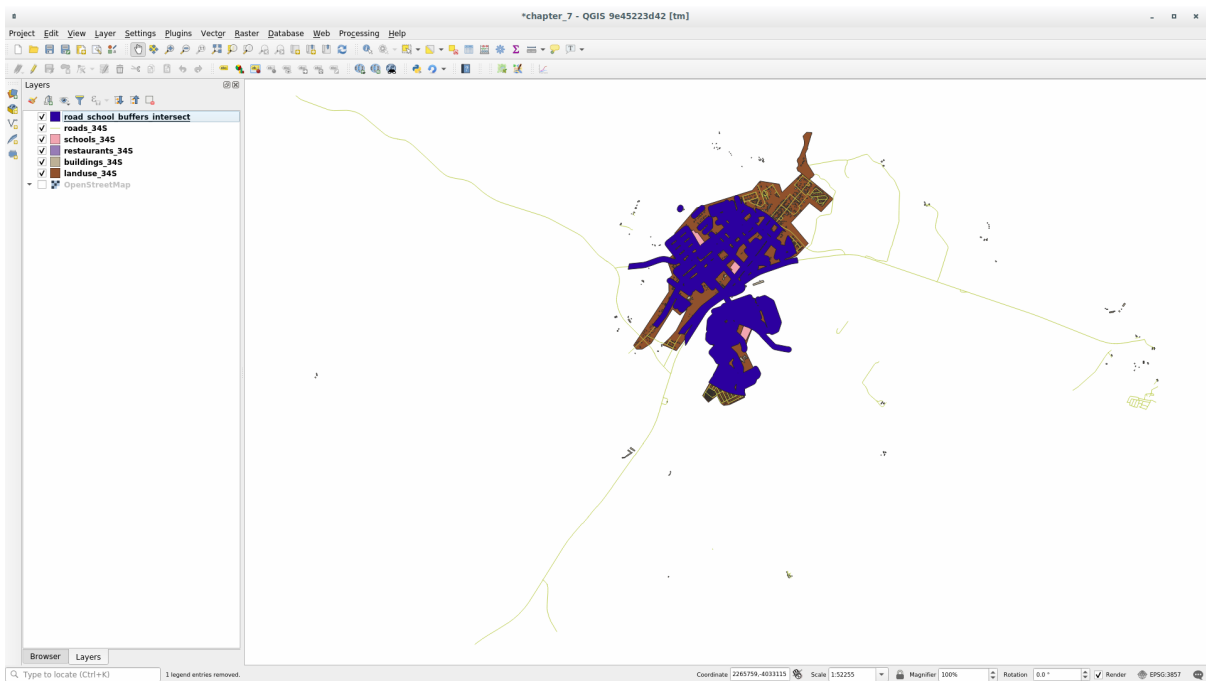 *chapter_7 - QGIS 9e45223d42 [tm]
Project Edit View Layer Settings Plugins Vector Raster Database Web Processing Help
Layers
road_school_buffers_intersect
roads_34S
schools_34S
restaurants_34S
buildings_34S
landuse_34S
OpenStreetMap
Browser Layers
Type to locate (Ctrl+K) 1 legend entries removed. Coordinate 2265759,-4033115 Scale 1:52255 Magnifier 100% Rotation 0.0 ° Render EPSG:3857